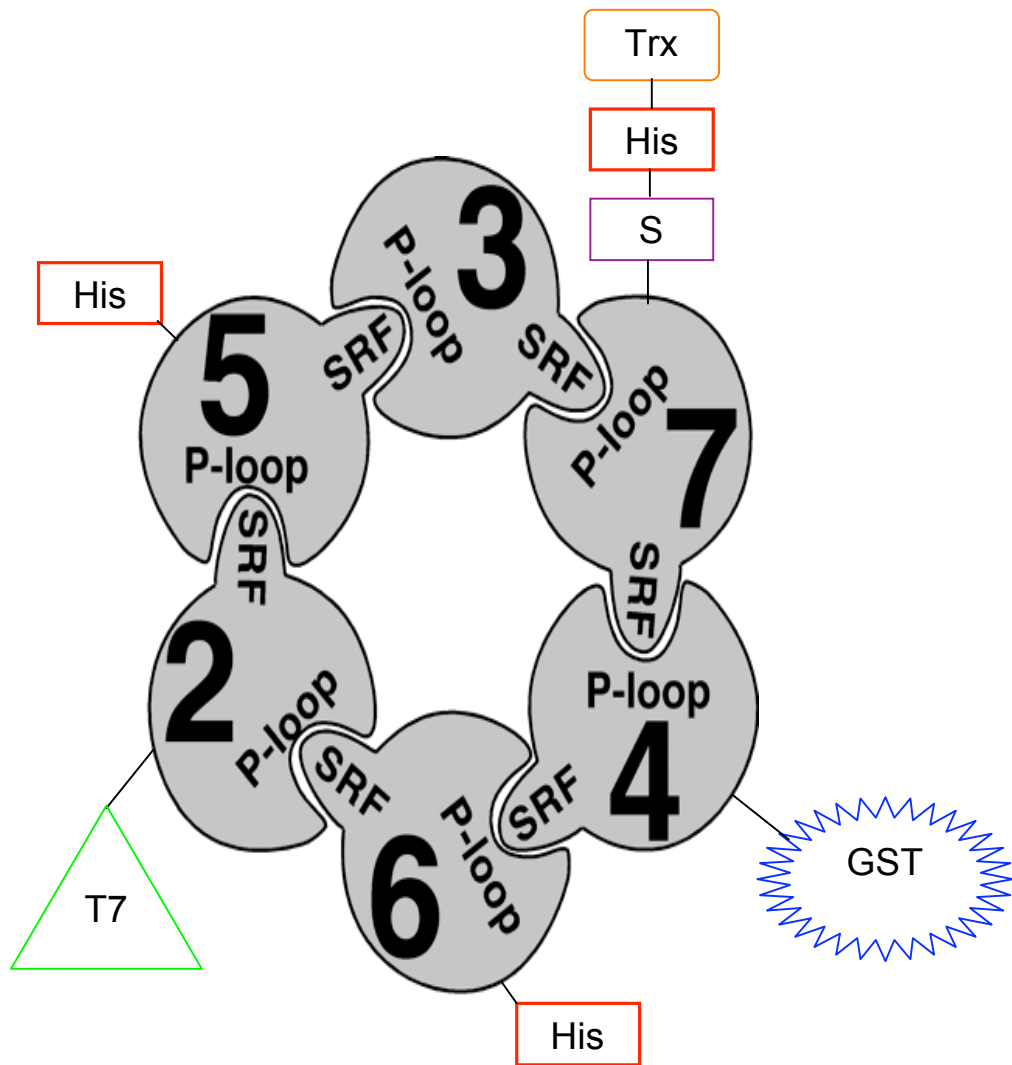 Trx
His
S
3
P-loop
SRF
His
5
SRF
P-loop
7
P-loop
SRF
SRF
2
P-loop
P-loop
4
SRF
SRF
6
P-loop
T7
GST
His